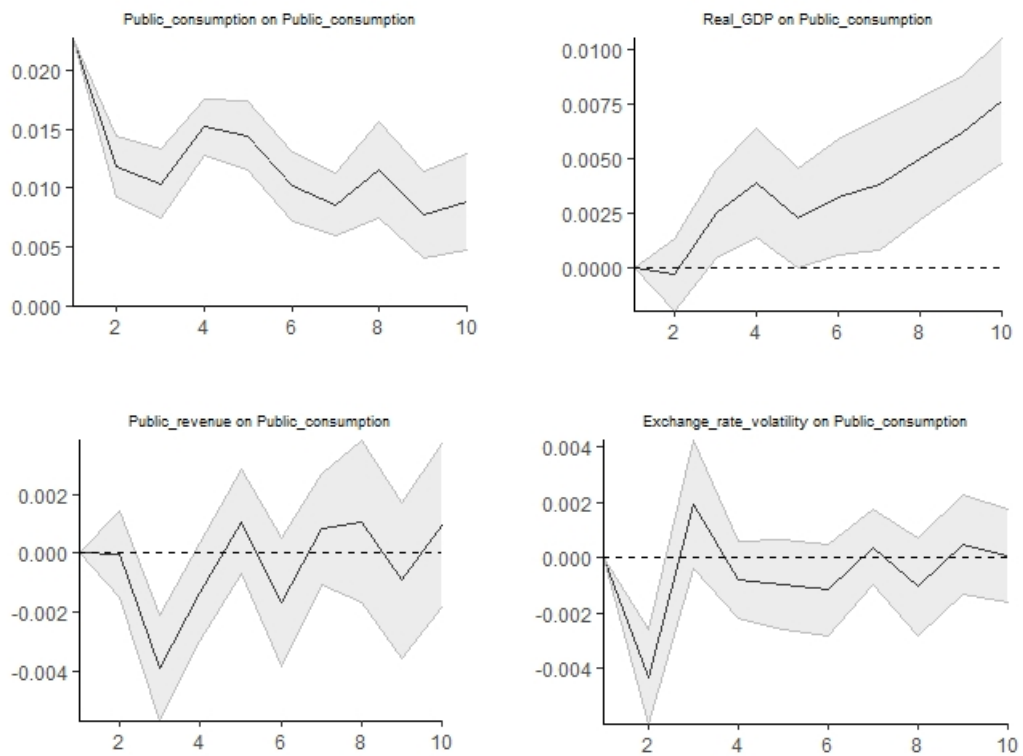 Public_consumption on Public_consumption
0.020
0.015
0.010
0.005
0.000
2 4 6 8 10
Real_GDP on Public_consumption
0.0100
0.0075
0.0050
0.0025
0.0000
2 4 6 8 10
Public_revenue on Public_consumption
0.002
0.000
-0.002
-0.004
2 4 6 8 10
Exchange_rate_volatility on Public_consumption
0.004
0.002
0.000
-0.002
-0.004
2 4 6 8 10